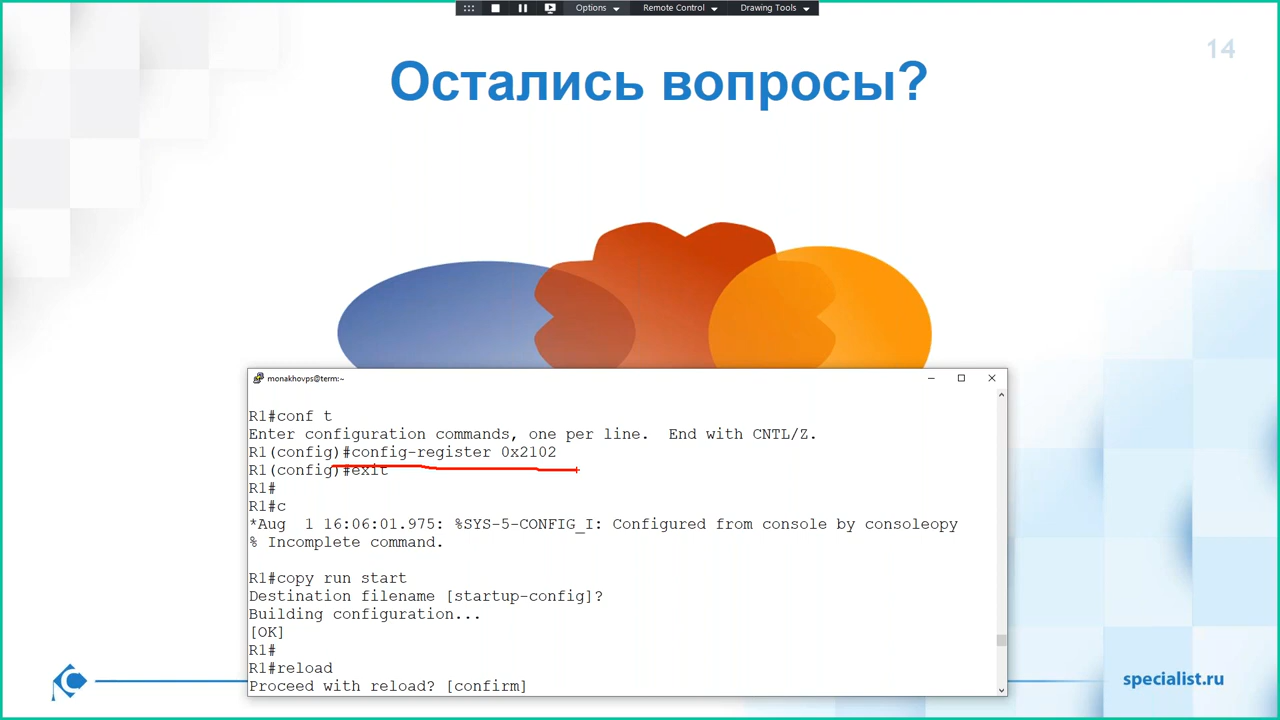 Options
Remote Control
Drawing Tools
14
Остались вопросы?
monakhovps@term:~
R1#conf t
Enter configuration commands, one per line.  End with CNTL/Z.
R1(config)#config-register 0x2102
R1(config)#exit
R1#
R1#c
*Aug  1 16:06:01.975: %SYS-5-CONFIG_I: Configured from console by consoleopy
% Incomplete command.
R1#copy run start
Destination filename [startup-config]?
Building configuration...
[OK]
R1#
R1#reload
Proceed with reload? [confirm]
specialist.ru